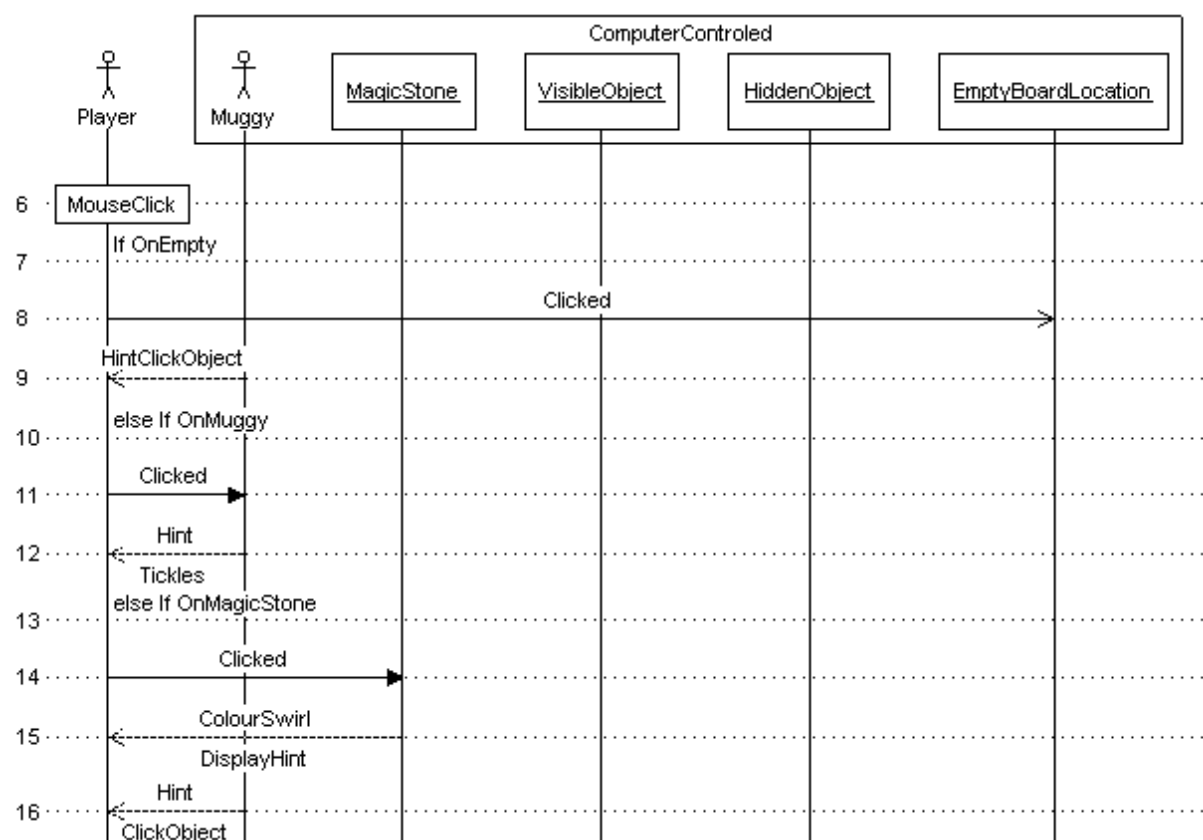 ComputerControled
Player
Muggy
MagicStone
VisibleObject
HiddenObject
EmptyBoardLocation
6
MouseClick
If OnEmpty
7
Clicked
8
HintClickObject
9
else If OnMuggy
10
Clicked
11
Hint
12
Tickles
else If OnMagicStone
13
Clicked
14
ColourSwirl
15
DisplayHint
Hint
16
ClickObject